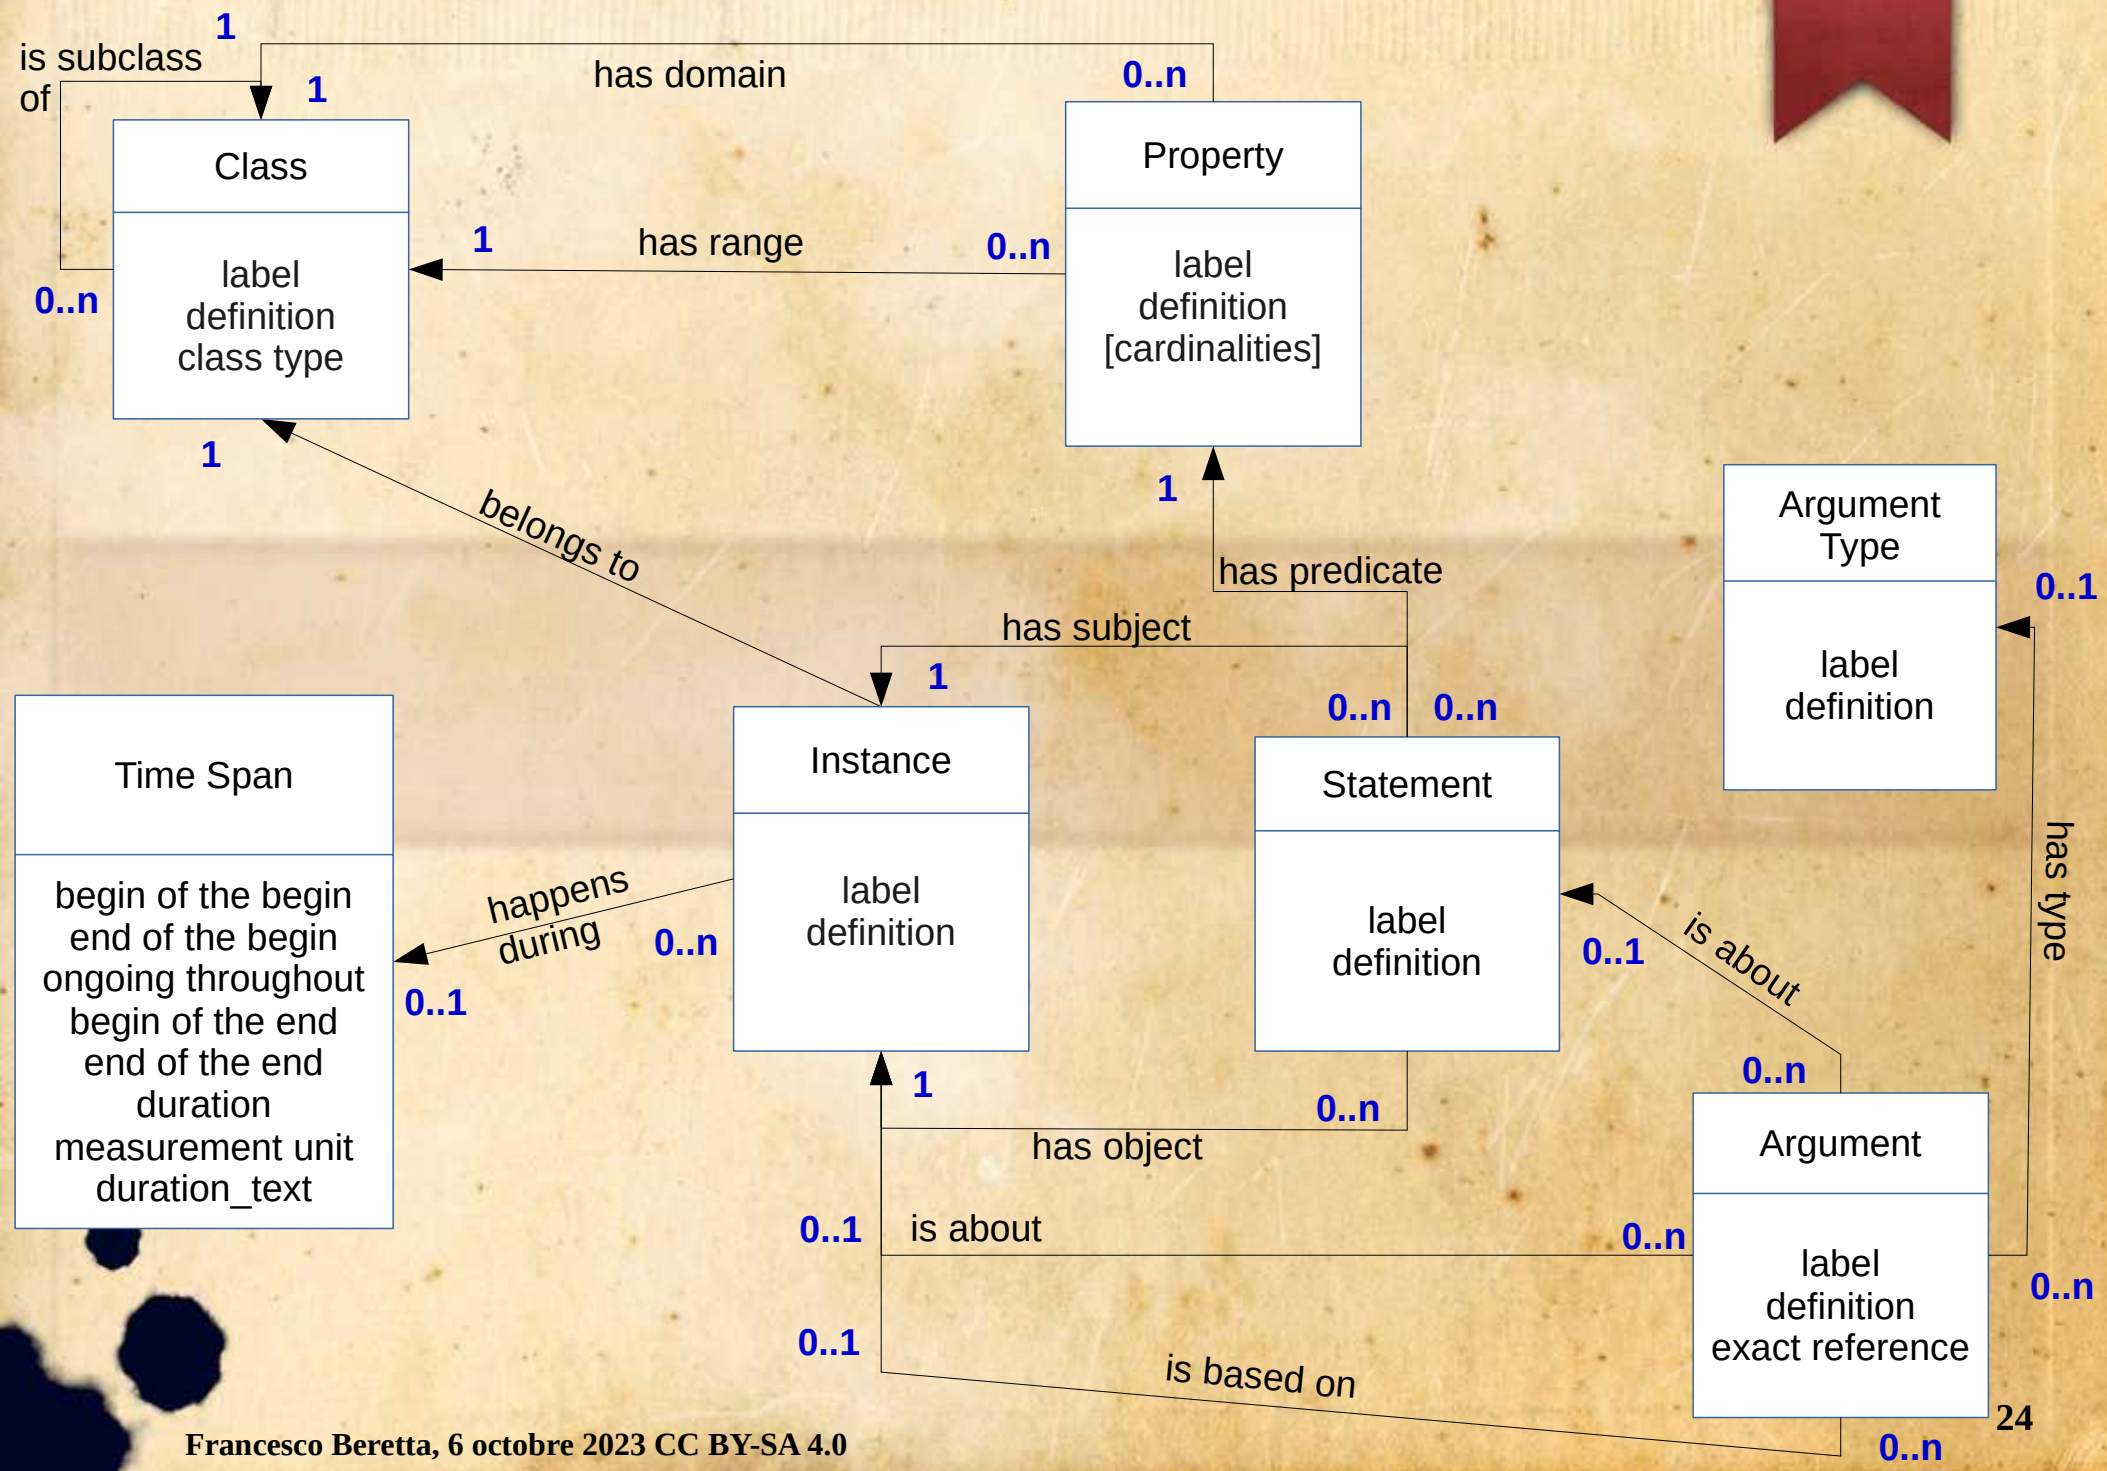 1
is subclass
of
1
has domain
0..n
Class
label
definition
class type
0..n
1
has range
0..n
Property
label
definition
[cardinalities]
1
belongs to
1
has predicate
has subject
1
0..n 0..n
Argument
Type
label
definition
0..1
has type
Time Span
begin of the begin
end of the begin
ongoing throughout
begin of the end
end of the end
duration
measurement unit
duration_text
happens
during
0..n
0..1
Instance
label
definition
Statement
label
definition
0..1
is about
0..n
1
0..n
has object
Argument
label
definition
exact reference
0..1
is about
0..n
0..n
0..1
is based on
0..n
24
Francesco Beretta, 6 octobre 2023 CC BY-SA 4.0